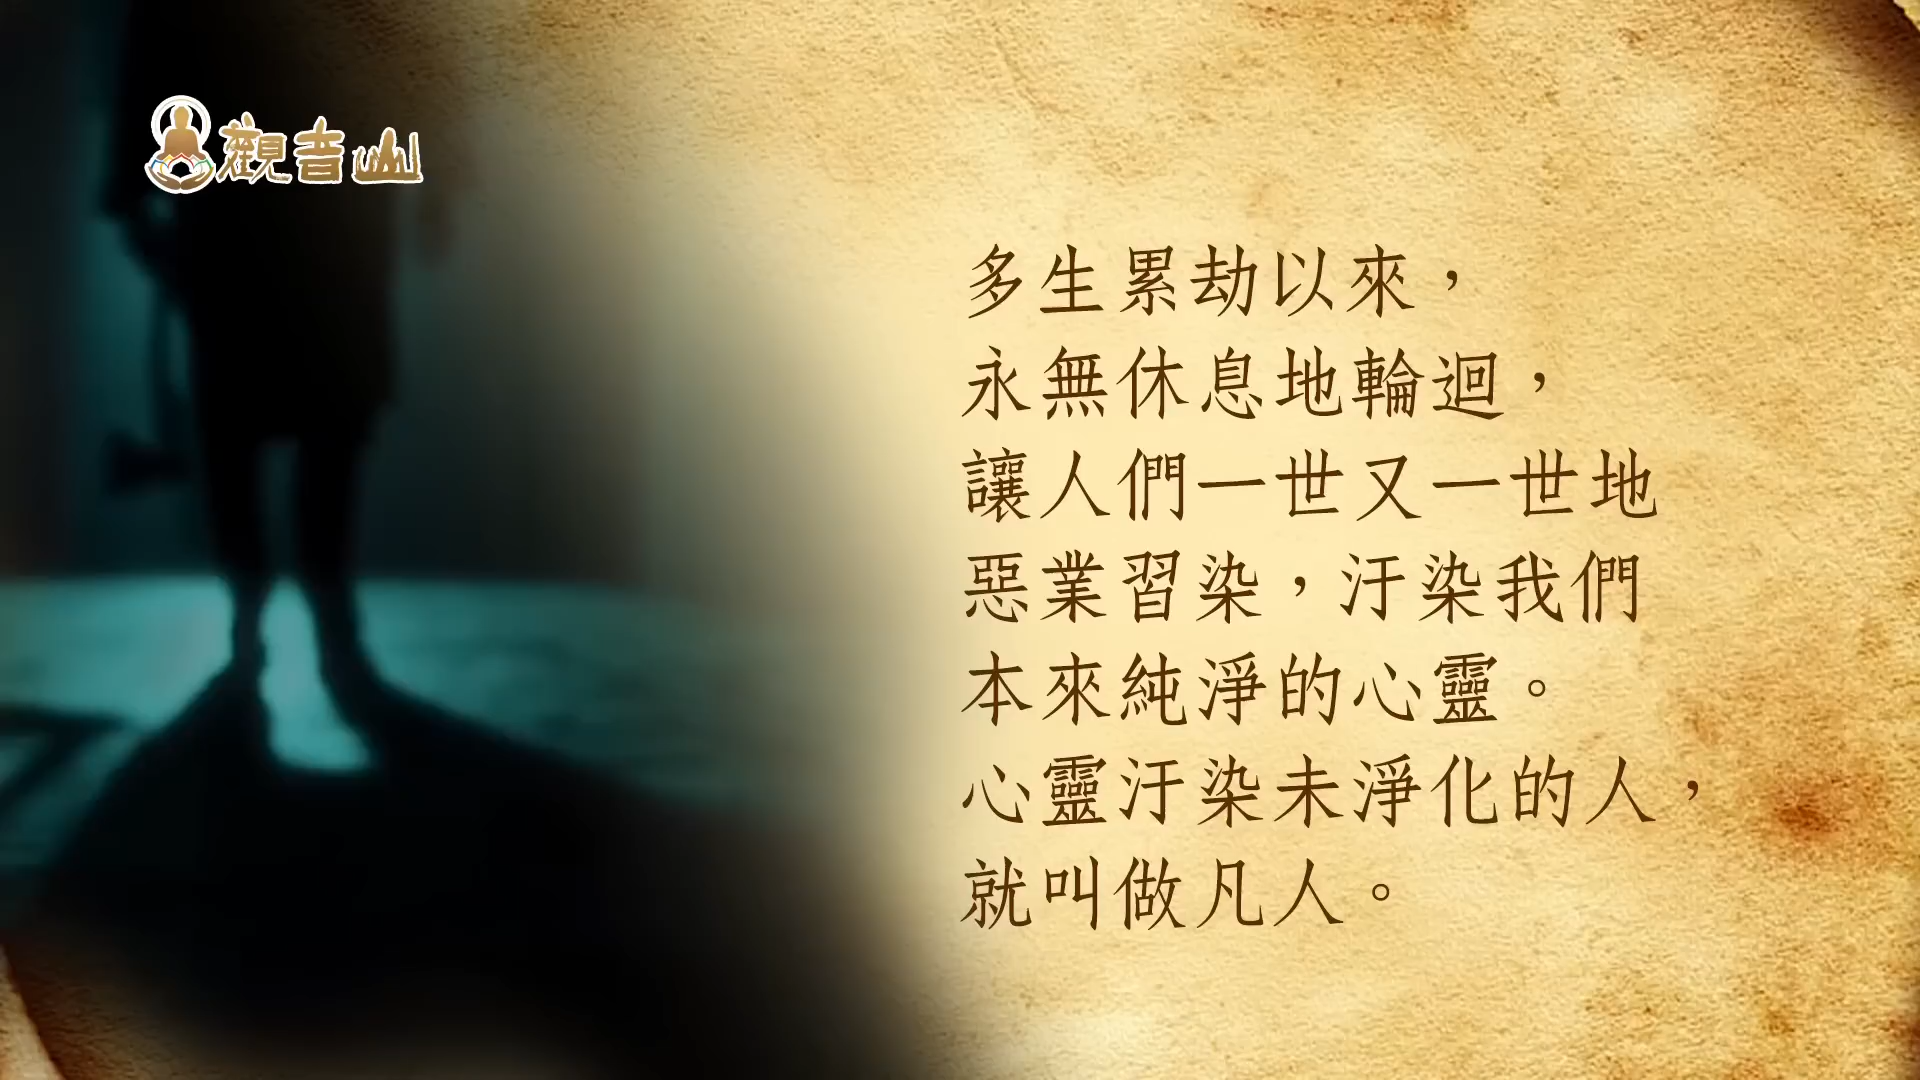 觀音山
多生累劫以來，
永無休息地輪迴，
讓人們一世又一世地
惡業習染，汙染我們
本來純淨的心靈。
心靈汙染未淨化的人，
就叫做凡人。